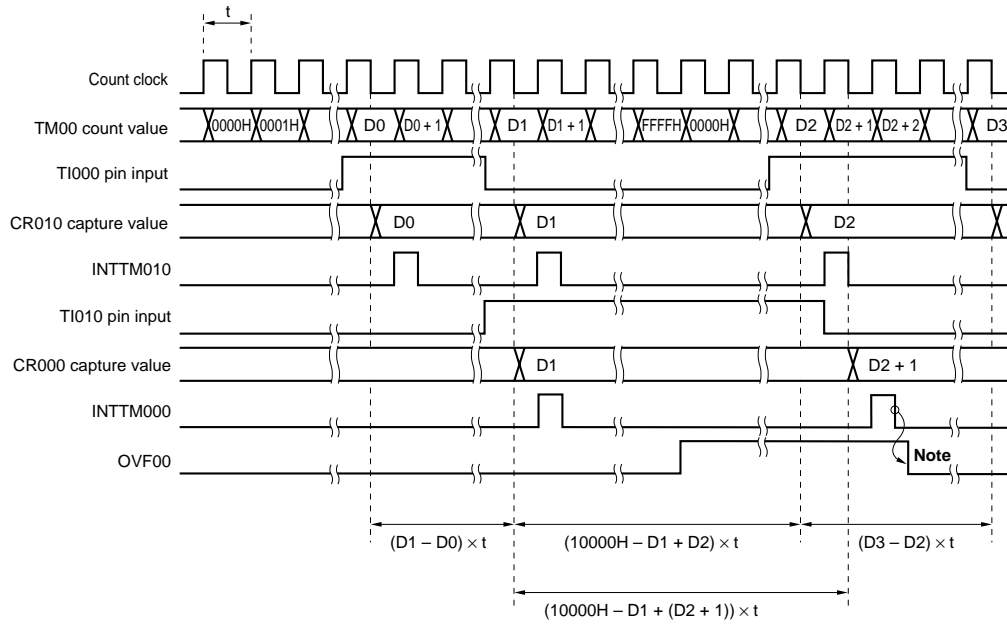 t
Count clock
TM00 count value 0000H 0001H D0 D0 + 1 D1 D1 + 1 FFFFH 0000H D2 D2 + 1 D2 + 2 D3
TI000 pin input
CR010 capture value D0 D1 D2
INTTM010
TI010 pin input
CR000 capture value D1 D2 + 1
INTTM000
OVF00 Note
(D1 – D0) × t (10000H – D1 + D2) × t (D3 – D2) × t
(10000H – D1 + (D2 + 1)) × t